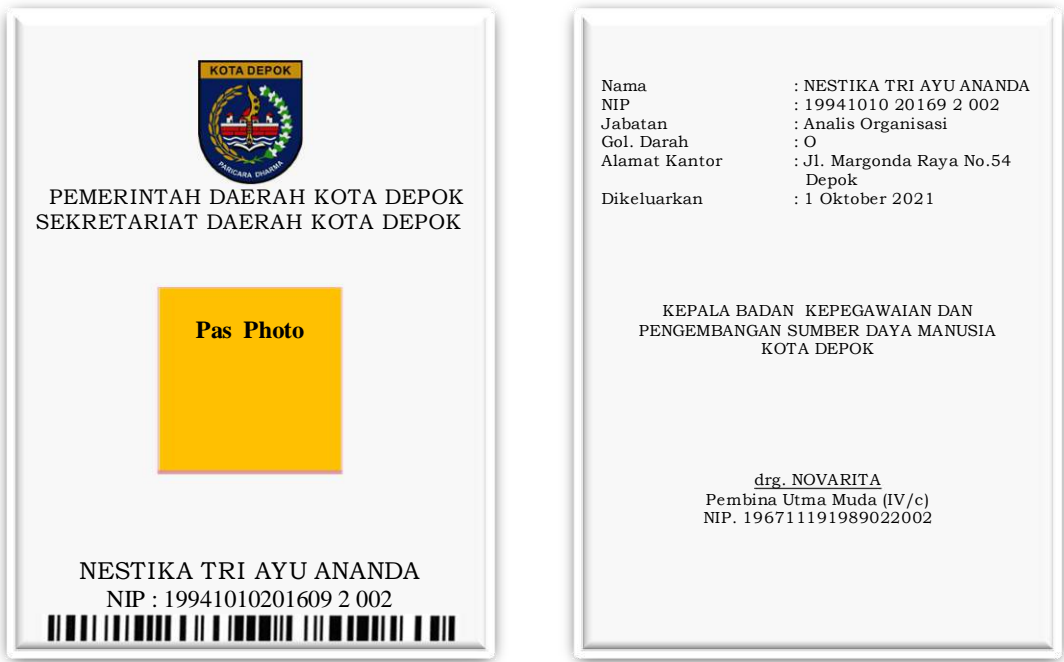 KOTA DEPOK
PARICARA DHARMA
PEMERINTAH DAERAH KOTA DEPOK
SEKRETARIAT DAERAH KOTA DEPOK
Pas Photo
NESTIKA TRI AYU ANANDA
NIP : 19941010201609 2 002
Nama : NESTIKA TRI AYU ANANDA
NIP : 19941010 20169 2 002
Jabatan : Analis Organisasi
Gol. Darah : O
Alamat Kantor : Jl. Margonda Raya No.54
Depok
Dikeluarkan : 1 Oktober 2021
KEPALA BADAN KEPEGAWAIAN DAN
PENGEMBANGAN SUMBER DAYA MANUSIA
KOTA DEPOK
drg. NOVARITA
Pembina Utma Muda (IV/c)
NIP. 196711191989022002